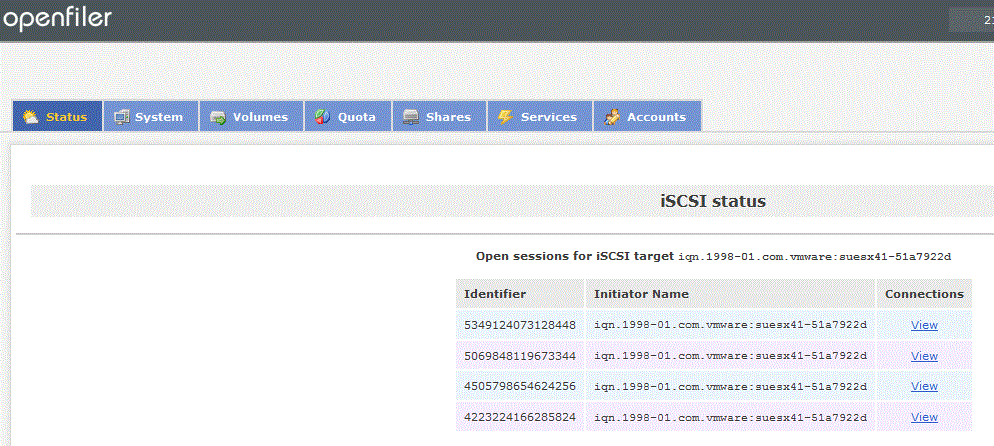 openfiler
Status System Volumes Quota Shares Services Accounts
iSCSI status
Open sessions for iSCSI target iqn.1998-01.com.vmware:suesx41-51a7922d
Identifier Initiator Name Connections
5349124073128448 iqn.1998-01.com.vmware:suesx41-51a7922d View
5069848119673344 iqn.1998-01.com.vmware:suesx41-51a7922d View
4505798654624256 iqn.1998-01.com.vmware:suesx41-51a7922d View
4223224166285824 iqn.1998-01.com.vmware:suesx41-51a7922d View